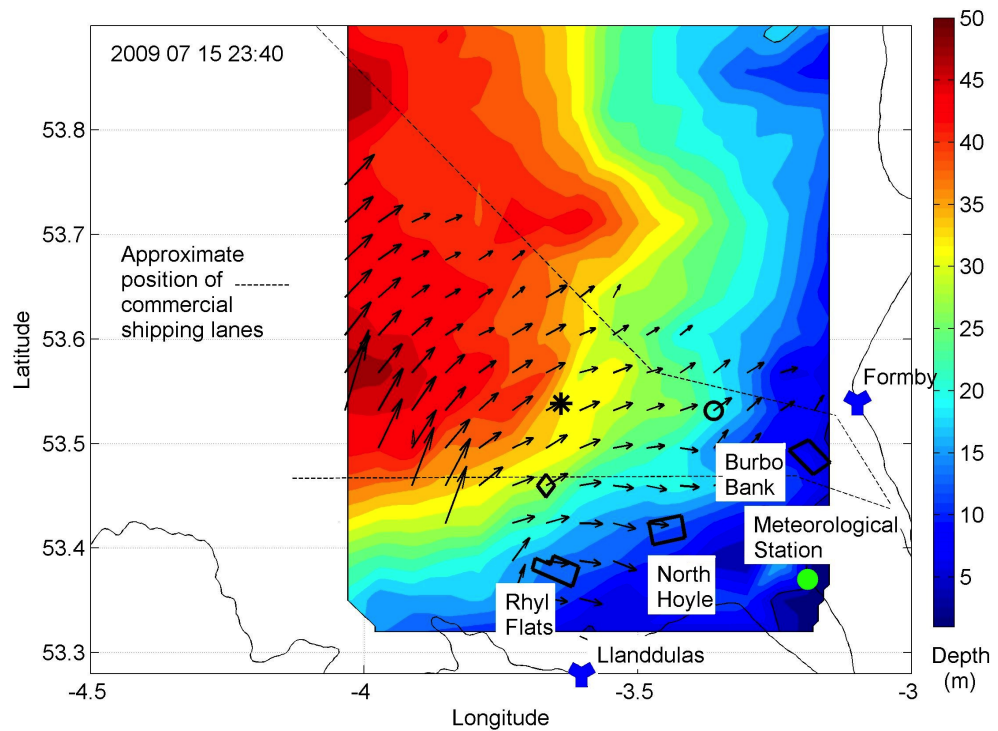 2009 07 15 23:40
50
45
40
35
30
25
20
15
10
5
Depth
(m)
53.8
53.7
53.6
53.5
53.4
53.3
Latitude
Approximate
position of
commercial
shipping lanes
Formby
Burbo
Bank
Meteorological
Station
North
Hoyle
Rhyl
Flats
Llanddulas
-4.5
-4
-3.5
-3
Longitude